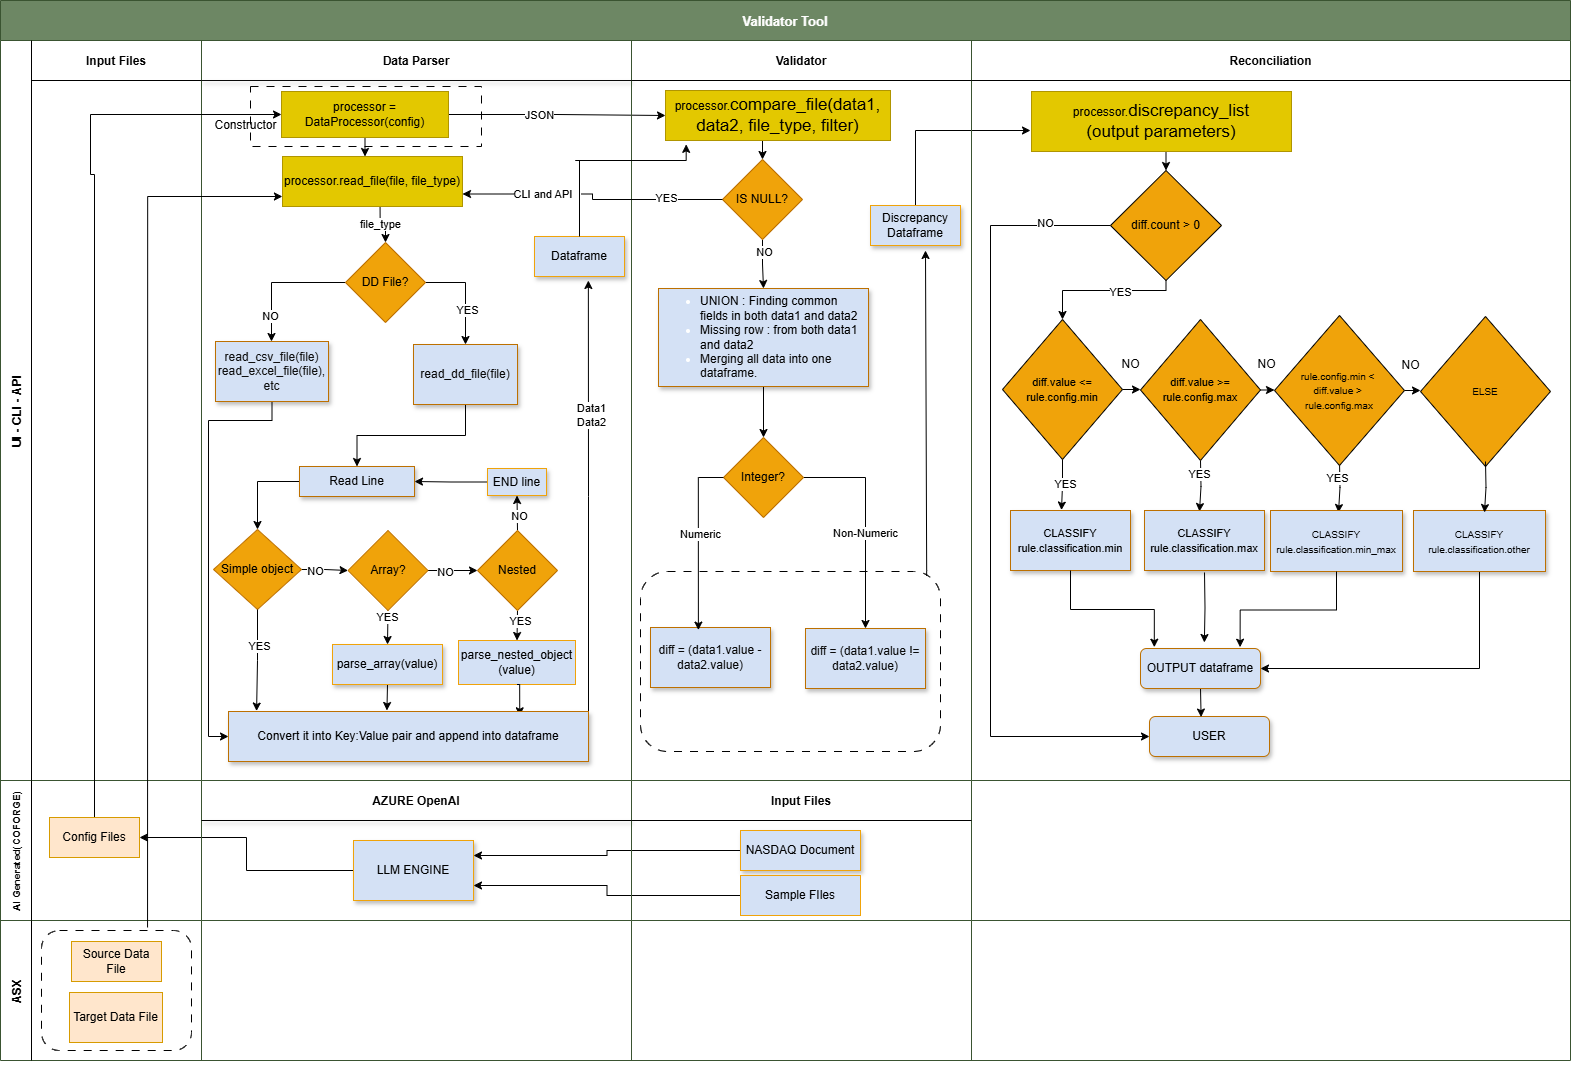 Validator Tool
Input Files
Data Parser
Validator
Reconciliation
UI - CLI - API
processor =
DataProcessor(config)
Constructor
JSON
processor.read_file(file, file_type)
CLI and API
YES
file_type
DD File?
NO
YES
read_csv_file(file)
read_excel_file(file),
etc
read_dd_file(file)
Dataframe
Data1
Data2
Read Line
END line
NO
Simple object
NO
Array?
NO
Nested
YES
YES
YES
parse_array(value)
parse_nested_object
(value)
Convert it into Key:Value pair and append into dataframe
processor.compare_file(data1,
data2, file_type, filter)
IS NULL?
NO
UNION : Finding common
fields in both data1 and data2
Missing row : from both data1
and data2
Merging all data into one
dataframe.
Integer?
Numeric
Non-Numeric
diff = (data1.value -
data2.value)
diff = (data1.value !=
data2.value)
Discrepancy
Dataframe
processor.discrepancy_list
(output parameters)
diff.count > 0
NO
YES
diff.value <=
rule.config.min
NO
diff.value >=
rule.config.max
NO
rule.config.min <
diff.value >
rule.config.max
NO
ELSE
YES
YES
YES
CLASSIFY
rule.classification.min
CLASSIFY
rule.classification.max
CLASSIFY
rule.classification.min_max
CLASSIFY
rule.classification.other
OUTPUT dataframe
USER
AI Generated(COFORGE)
AZURE OpenAI
Input Files
Config Files
LLM ENGINE
NASDAQ Document
Sample FIles
ASX
Source Data
File
Target Data File